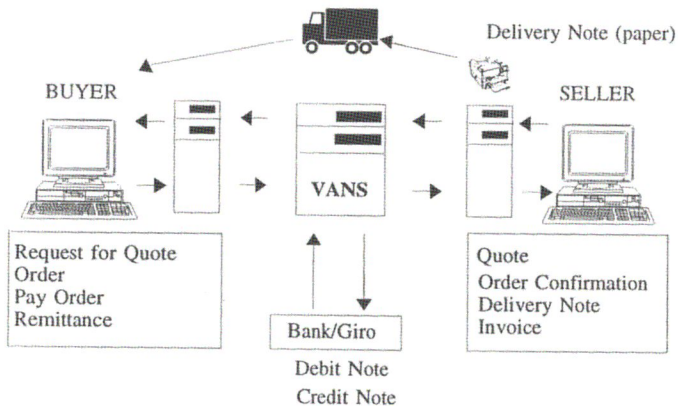 Delivery Note (paper)
BUYER
SELLER
VANS
Request for Quote
Order
Pay Order
Remittance
Quote
Order Confirmation
Delivery Note
Invoice
Bank/Giro
Debit Note
Credit Note